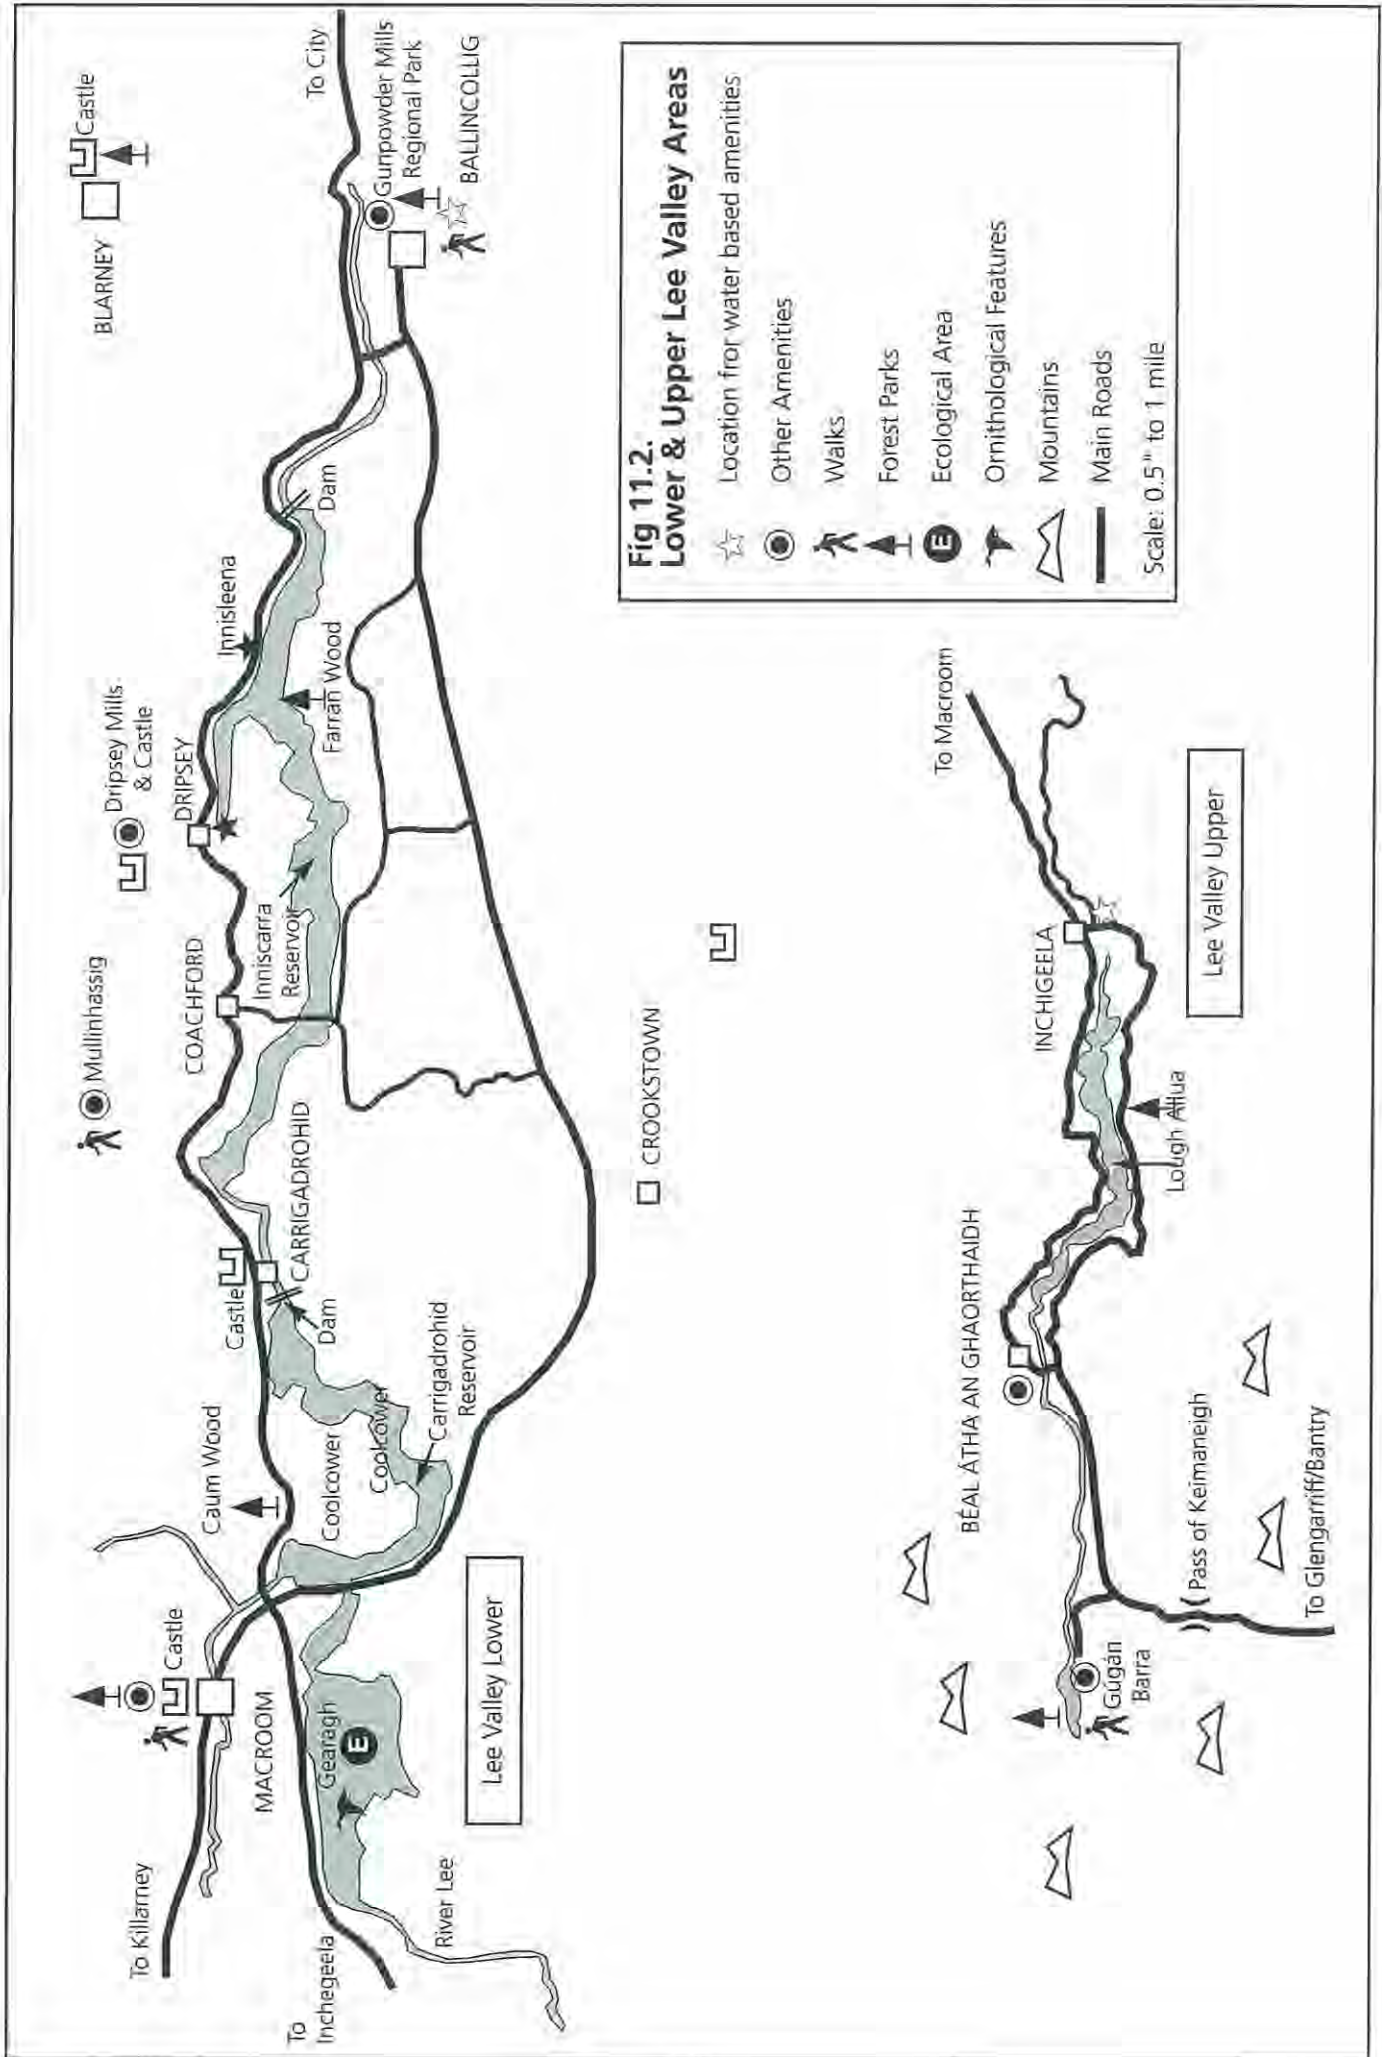 To City
Castle
BLARNEY
Gunpowder Mills
Regional Park
BALLINCOLLIG
Dam
Innisleena
Farran Wood
Dripsey Mills
& Castle
DRIPSEY
Inniscarra
Reservoir
COACHFORD
Mullinhassig
CARRIGADROHID
Castle
Dam
Carrigadrohid
Reservoir
Coolcower
Coolcower
Caum Wood
CROOKSTOWN
Castle
MACROOM
Gearagh
E
To Killarney
To
Inchegeela
River Lee
Lee Valley Lower
Fig 11.2.
Lower & Upper Lee Valley Areas
Location fror water based amenities
Other Amenities
Walks
Forest Parks
E
Ecological Area
Ornithological Features
Mountains
Main Roads
Scale: 0.5" to 1 mile
To Macroom
INCHIGEELA
Lee Valley Upper
Lough Allua
BÉAL ÁTHA AN GHAORTHAIDH
Pass of Keimaneigh
To Glengarriff/Bantry
Gúgán
Barra